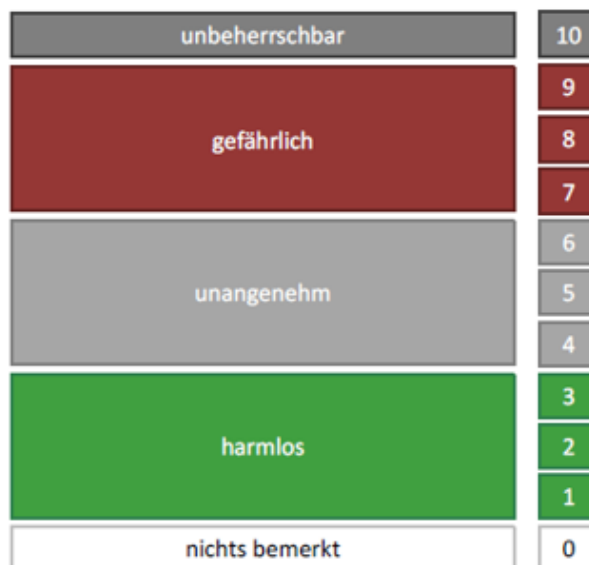 unbeherrschbar 10
9
gefährlich 8
7
6
unangenehm 5
4
3
harmlos 2
1
nichts bemerkt 0